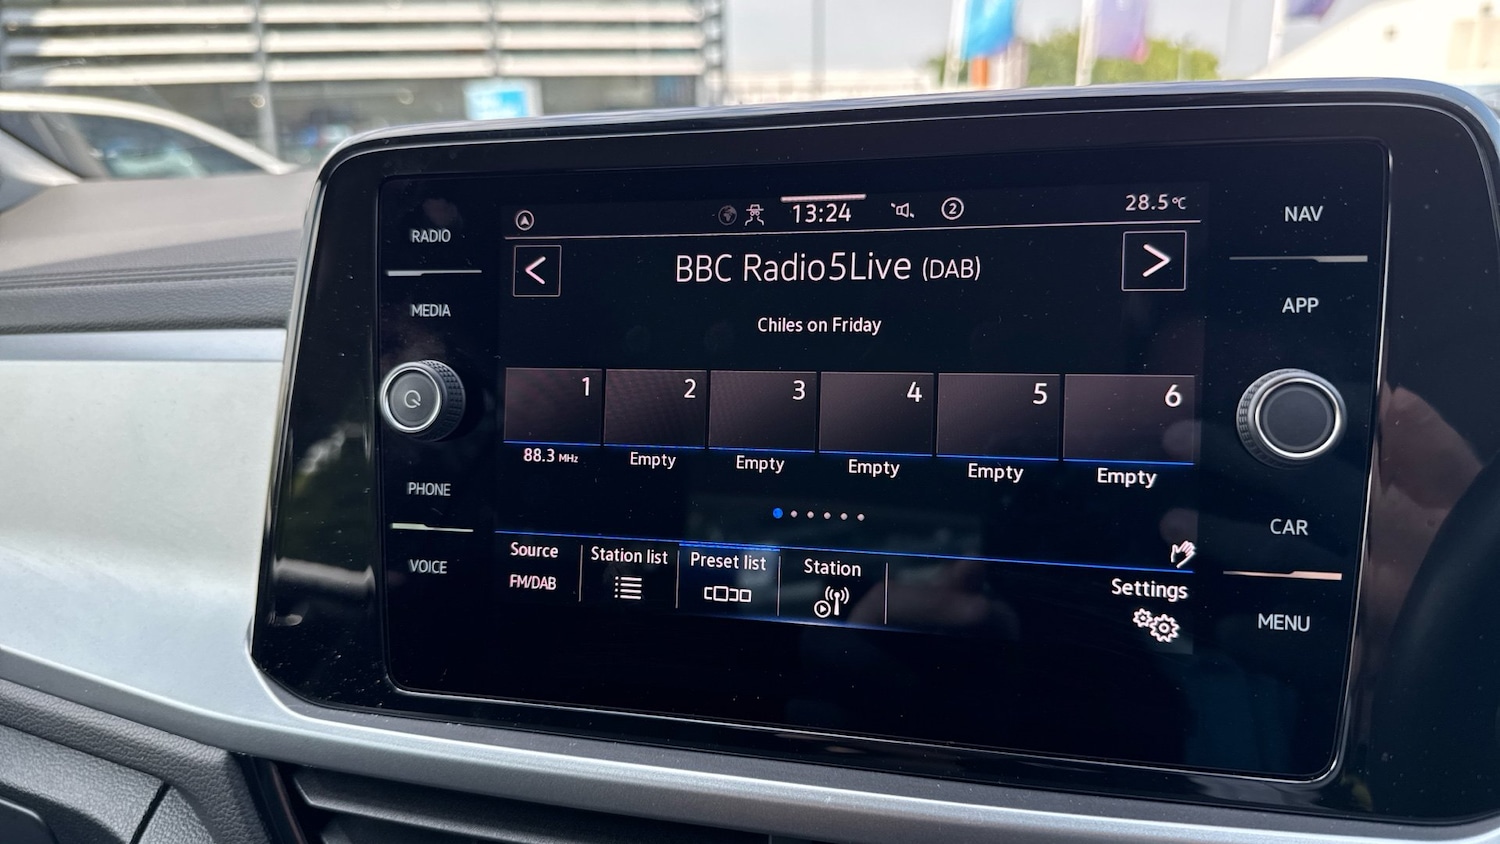 RADIO
MEDIA
PHONE
VOICE
13:24
2
28.5°C
<
BBC Radio5Live (DAB)
>
Chiles on Friday
1 2 3 4 5 6
88.3 MHz Empty Empty Empty Empty Empty
Source Station list Preset list Station
FM/DAB
Settings
NAV
APP
CAR
MENU